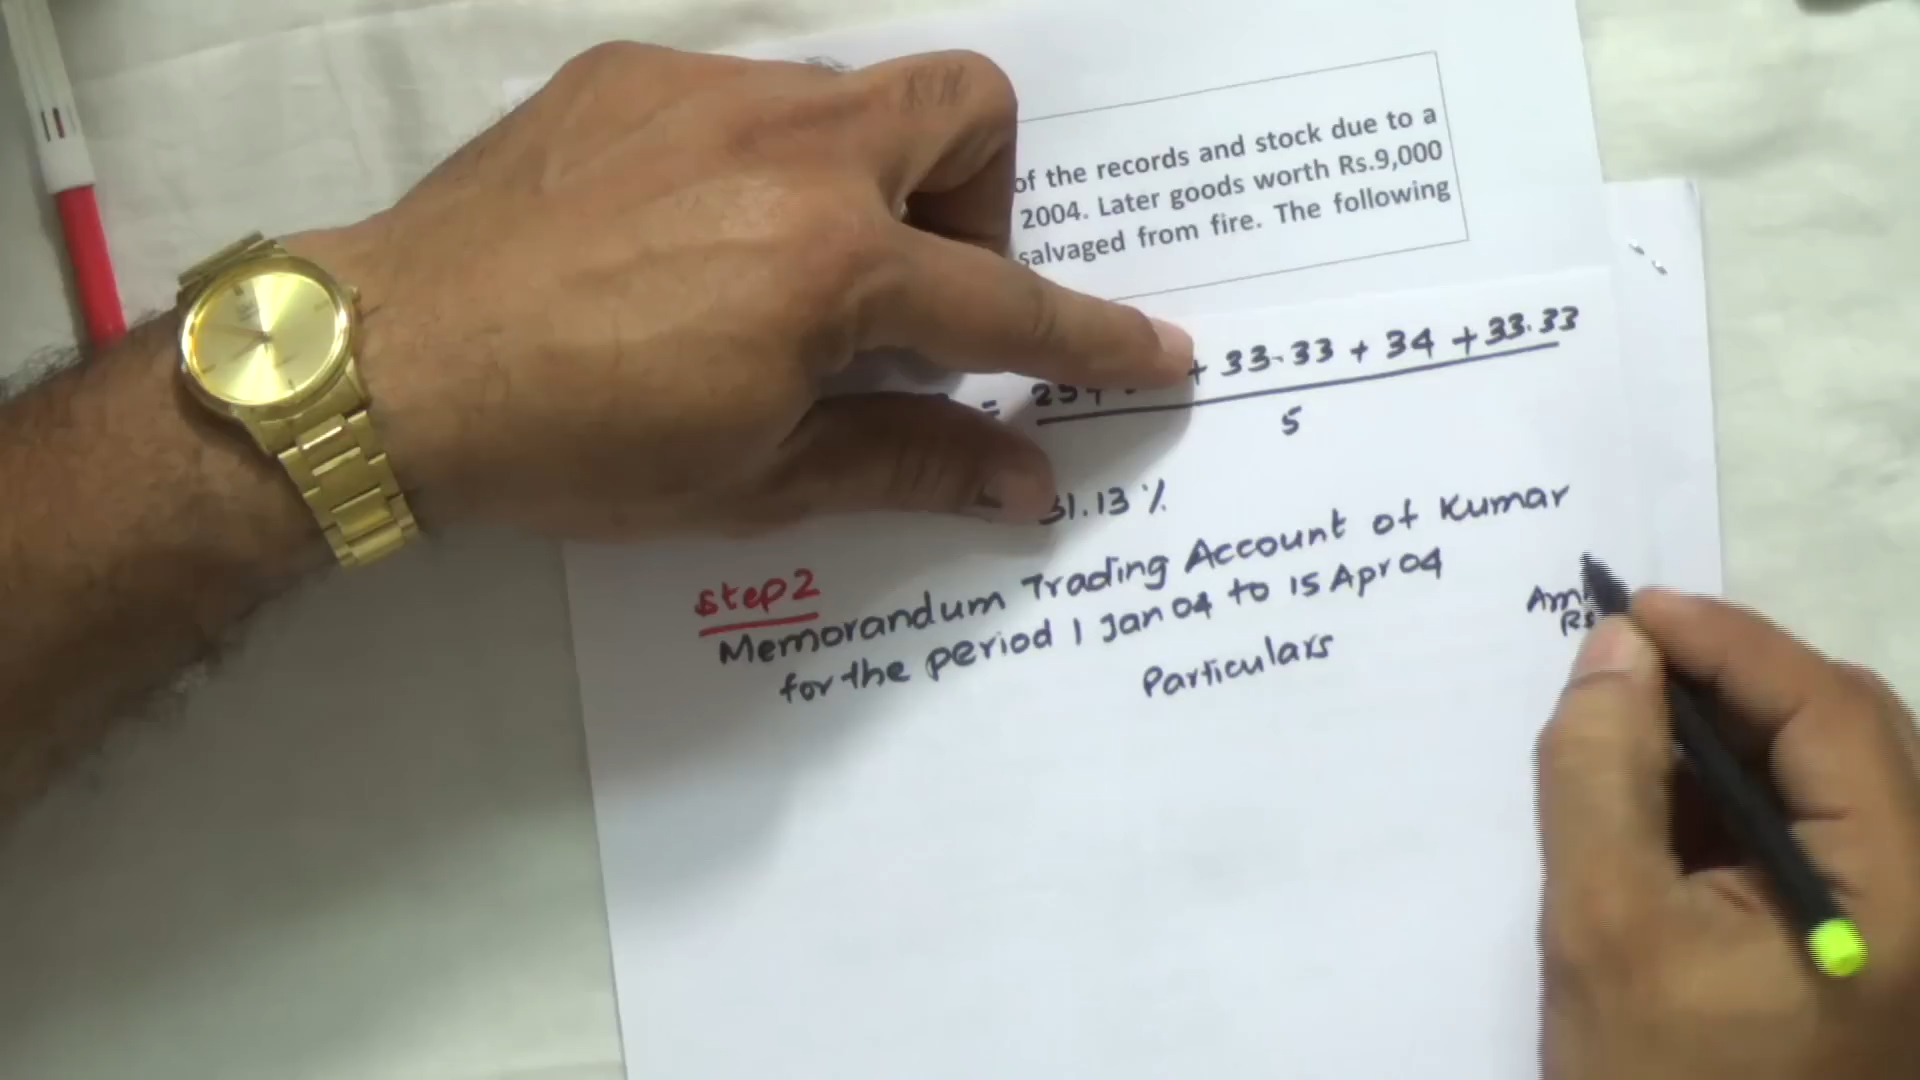 of the records and stock due to a
2004. Later goods worth Rs.9,000
salvaged from fire. The following
= + 33.33 + 34 + 33.33
5
31.13 %
Step2
Memorandum Trading Account of Kumar
for the period 1 Jan 04 to 15 Apr 04
Particulars
Rs